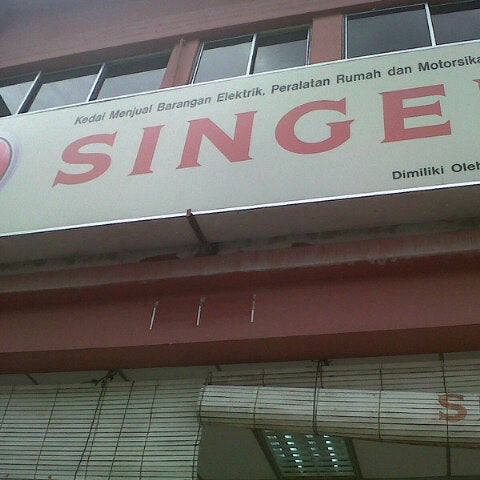 Kedai Menjual Barangan Elektrik, Peralatan Rumah dan Motorsika
SINGE
Dimiliki Oleh
S